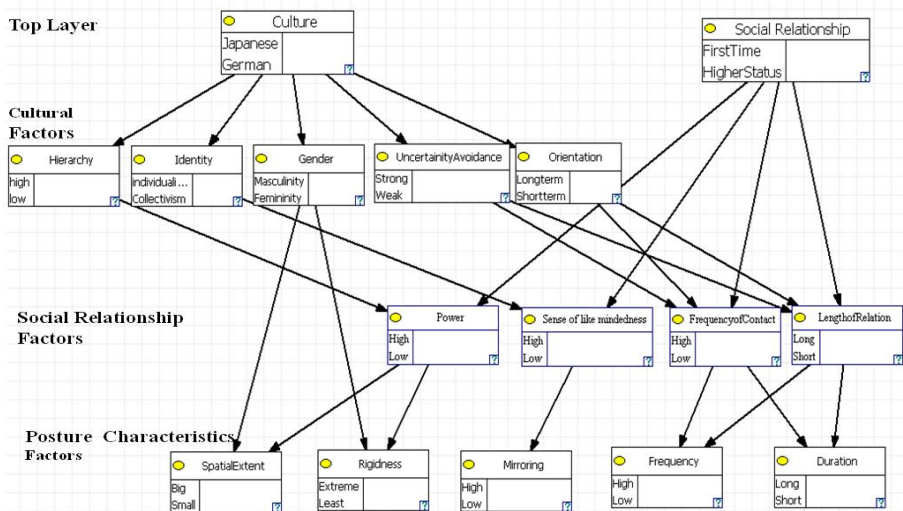 Top Layer
Culture
Japanese
German
?
Social Relationship
FirstTime
HigherStatus
?
Cultural
Factors
Hierarchy
high
low
?
Identity
individuali ...
Collectivism
?
Gender
Masculinity
Femininity
?
UncertainityAvoidance
Strong
Weak
?
Orientation
Longterm
Shortterm
?
Social Relationship
Factors
Power
High
Low
?
Sense of like mindedness
High
Low
?
FrequencyofContact
High
Low
?
LengthofRelation
Long
Short
?
Posture Characteristics
Factors
SpatialExtent
Big
Small
?
Rigidness
Extreme
Least
?
Mirroring
High
Low
?
Frequency
High
Low
?
Duration
Long
Short
?